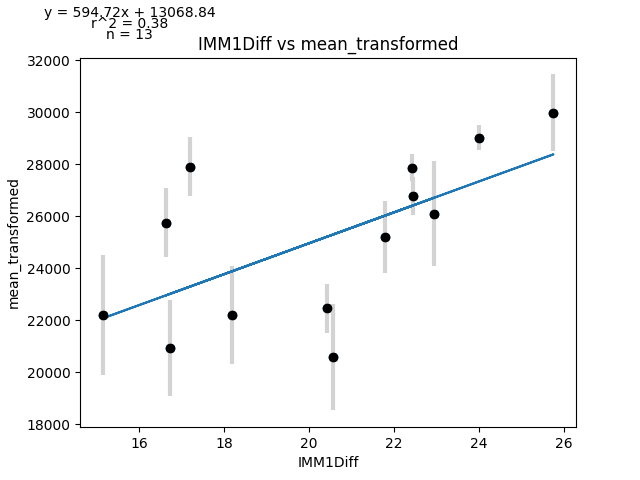 y = 594.72x + 13068.84
r^2 = 0.38
n = 13
IMM1Diff vs mean_transformed
32000
30000
28000
26000
24000
22000
20000
18000
mean_transformed
16
18
20
22
24
26
IMM1Diff